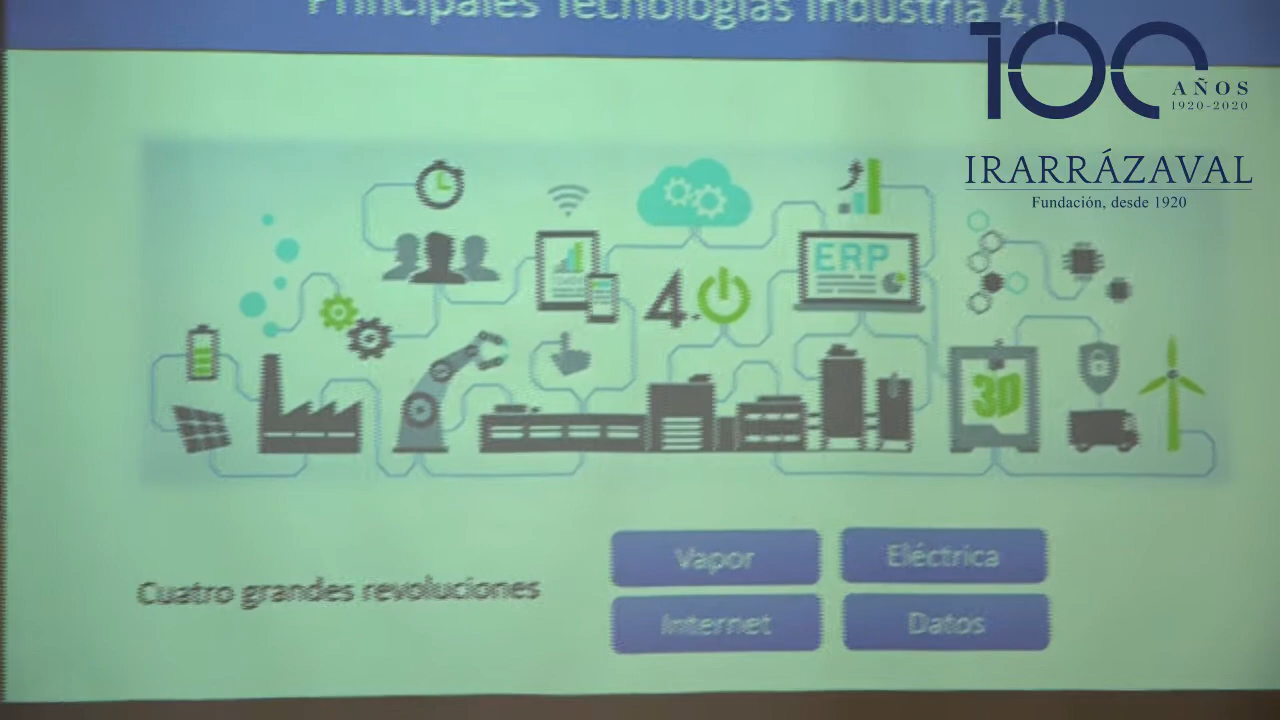 Principales Tecnologías Industria 4.0
100
AÑOS
1920-2020
IRARRÁZAVAL
Fundación, desde 1920
ERP
4.0
3D
Cuatro grandes revoluciones
Vapor
Eléctrica
Internet
Datos